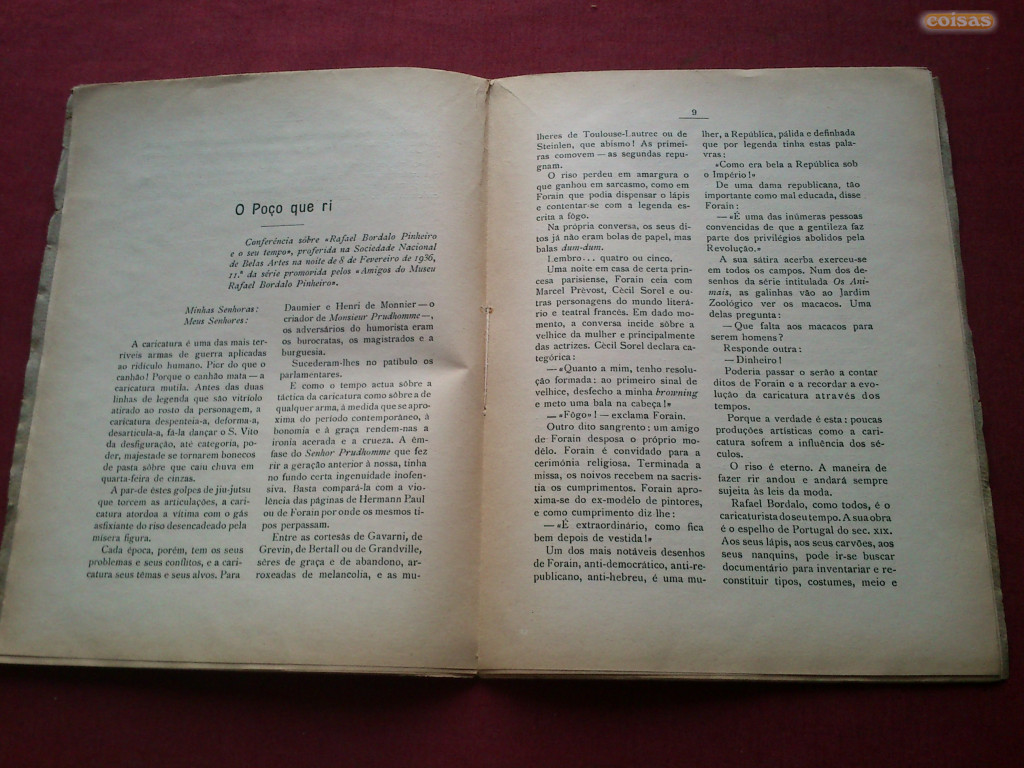 coisas
O Poço que ri
Conferência sôbre «Rafael Bordalo Pinheiro
e o seu tempo», proferida na Sociedade Nacional
de Belas Artes na noite de 8 de Fevereiro de 1936,
11.ª da série promovida pelos «Amigos do Museu
Rafael Bordalo Pinheiro».
Minhas Senhoras:
Meus Senhores:
A caricatura é uma das mais ter-
ríveis armas de guerra aplicadas
ao ridículo humano. Pior do que o
canhão! Porque o canhão mata — a
caricatura mutila. Antes das duas
linhas de legenda que são vitríolo
atirado ao rosto da personagem, a
caricatura despenteia-a, deforma-a,
desarticula-a, fá-la dançar o S. Vito
da desfiguração, até categoria, po-
der, majestade se tornarem bonecos
de pasta sôbre que caiu chuva em
quarta-feira de cinzas.
A par-de êstes golpes de jiu-jutsu
que torcem as articulações, a cari-
catura atordoa a vítima com o gás
asfixiante do riso desencadeado pela
mísera figura.
Cada época, porém, tem os seus
problemas e seus conflitos, e a cari-
catura seus têmas e seus alvos. Para
Daumier e Henri de Monnier — o
criador de Monsieur Prudhomme —,
os adversários do humorista eram
os burocratas, os magistrados e a
burguesia.
Sucederam-lhes no patíbulo os
parlamentares.
E como o tempo actua sôbre a
táctica da caricatura como sôbre a de
qualquer arma, à medida que se apro-
xima do período contemporâneo, à
bonomia e à graça rendem-nas a
ironia acerada e a crueza. A ên-
fase do Senhor Prudhomme que fez
rir a geração anterior à nossa, tinha
no fundo certa ingenuidade inofen-
siva. Basta compará-la com a vio-
lência das páginas de Hermann Paul
ou de Forain por onde os mesmos ti-
pos perpassam.
Entre as cortesãs de Gavarni, de
Grevin, de Bertall ou de Grandville,
sêres de graça e de abandono, ar-
roxeadas de melancolia, e as mu-
9
lheres de Toulouse-Lautrec ou de
Steinlen, que abismo! As primei-
ras comovem — as segundas repu-
gnam.
O riso perdeu em amargura o
que ganhou em sarcasmo, como em
Forain que podia dispensar o lápis
e contentar-se com a legenda es-
crita a fôgo.
Na própria conversa, os seus di-
tos já não eram bolas de papel, mas
balas dum-dum.
Lembro... quatro ou cinco.
Uma noite em casa de certa prin-
cesa parisiense, Forain ceia com
Marcel Prèvost, Cècil Sorel e ou-
tras personagens do mundo literá-
rio e teatral francês. Em dado mo-
mento, a conversa incide sôbre a
velhice da mulher e principalmente
das actrizes. Cècil Sorel declara ca-
tegórica:
— «Quanto a mim, tenho resolu-
ção formada: ao primeiro sinal de
velhice, desfecho a minha browning
e meto uma bala na cabeça!»
— «Fôgo»! — exclama Forain.
Outro dito sangrento: um amigo
de Forain desposa o próprio mo-
dêlo. Forain é convidado para a
cerimónia religiosa. Terminada a
missa, os noivos recebem na sacris-
tia os cumprimentos. Forain apro-
xima-se do ex-modêlo de pintores,
e como cumprimento diz lhe:
— «É extraordinário, como fica
bem depois de vestida!»
Um dos mais notáveis desenhos
de Forain, anti-democrático, anti-re-
publicano, anti-hebreu, é uma mu-
lher, a República, pálida e definhada
que por legenda tinha estas pala-
vras:
«Como era bela a República sob
o Império!»
De uma dama republicana, tão
importante como mal educada, disse
Forain:
— «É uma das inúmeras pessoas
convencidas de que a gentileza faz
parte dos privilégios abolidos pela
Revolução.»
A sua sátira acerba exerceu-se
em todos os campos. Num dos de-
senhos da série intitulada Os Ani-
mais, as galinhas vão ao Jardim
Zoológico ver os macacos. Uma
delas pregunta:
— Que falta aos macacos para
serem homens?
Responde outra:
— Dinheiro!
Poderia passar o serão a contar
ditos de Forain e a recordar a evo-
lução da caricatura através dos
tempos.
Porque a verdade é esta: poucas
produções artísticas como a cari-
catura sofrem a influência dos sé-
culos.
O riso é eterno. A maneira de
fazer rir andou e andará sempre
sujeita às leis da moda.
Rafael Bordalo, como todos, é o
caricaturista do seu tempo. A sua obra
é o espelho de Portugal do sec. XIX.
Aos seus lápis, aos seus carvões, aos
seus nanquins, pode ir-se buscar
documentário para inventariar e re-
constituir tipos, costumes, meio e